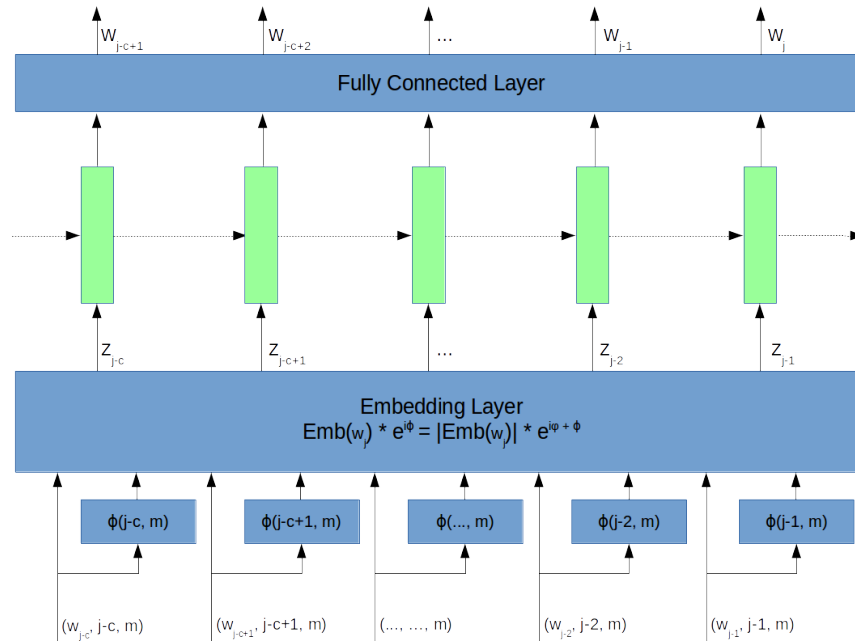 W_{j-c+1} W_{j-c+2} ... W_{j-1} W_j
Fully Connected Layer
Z_{j-c} Z_{j-c+1} ... Z_{j-2} Z_{j-1}
Embedding Layer
Emb(w_j) * e^{iϕ} = |Emb(w_j)| * e^{iφ + ϕ}
ϕ(j-c, m) ϕ(j-c+1, m) ϕ(..., m) ϕ(j-2, m) ϕ(j-1, m)
(w_{j-c}, j-c, m) (w_{j-c+1}, j-c+1, m) (..., ..., m) (w_{j-2}, j-2, m) (w_{j-1}, j-1, m)